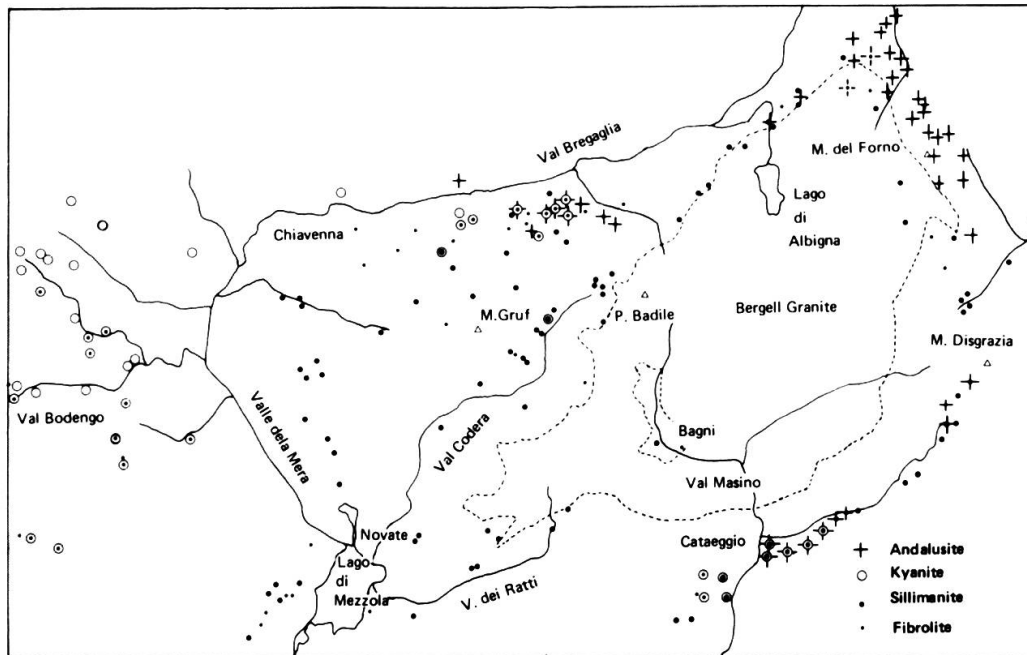 Val Bregaglia
M. del Forno
Lago
di
Albigna
Chiavenna
M.Gruf
P. Badile
Bergell Granite
M. Disgrazia
Val Bodengo
Valle dela Mera
Val Codera
Bagni
Val Masino
Novate
Cataeggio
Lago
di
Mezzola
V. dei Ratti
Andalusite
Kyanite
Sillimanite
Fibrolite